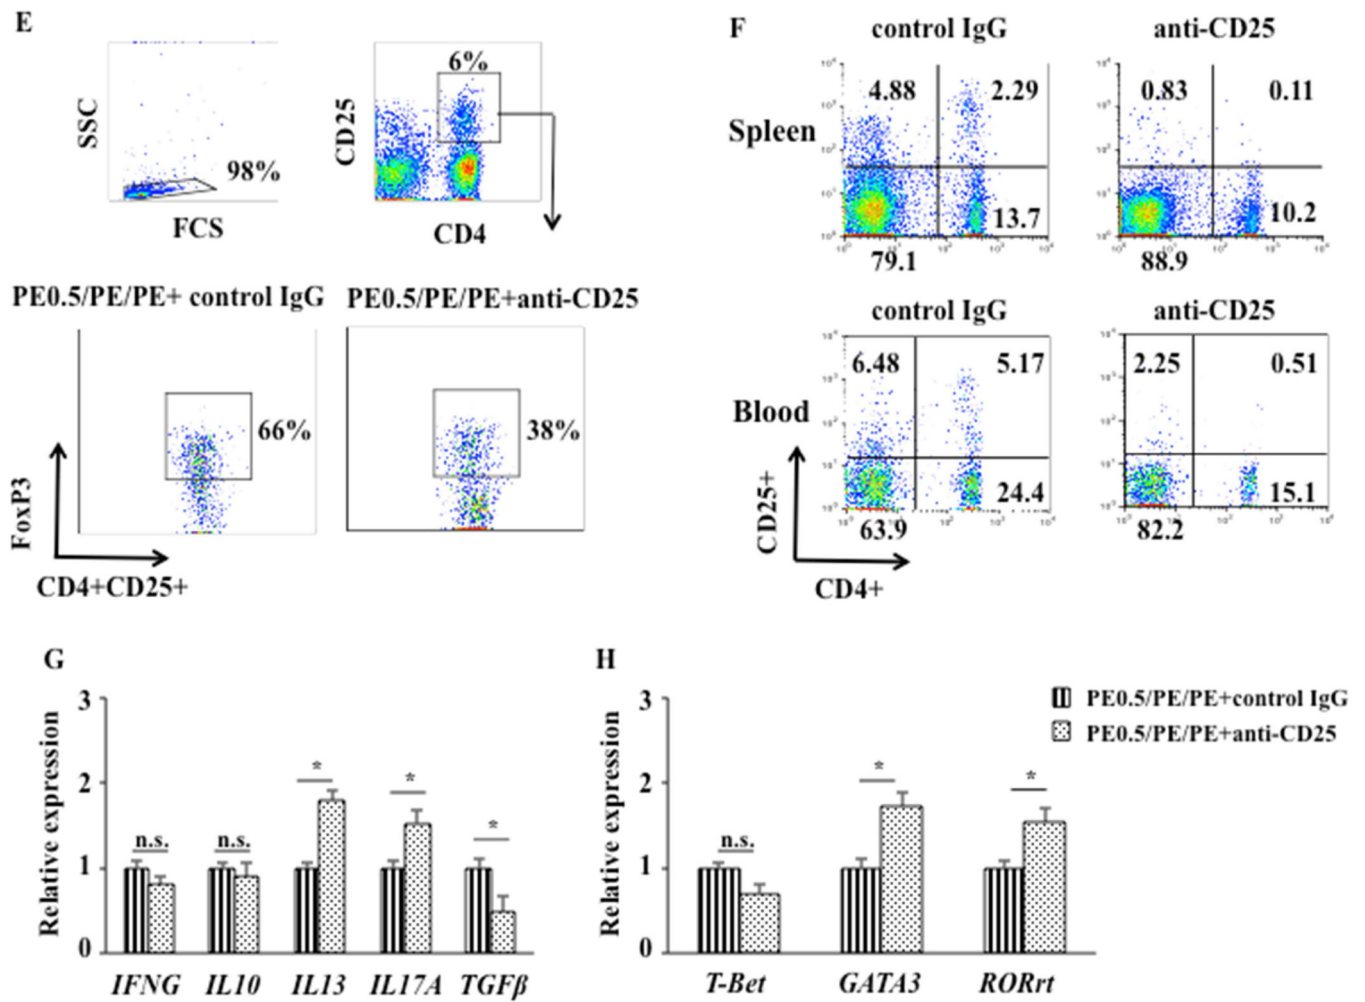 E
SSC
98%
FCS
CD25
6%
CD4
PE0.5/PE/PE+ control IgG
PE0.5/PE/PE+anti-CD25
66%
38%
FoxP3
CD4+CD25+
F
control IgG
anti-CD25
Spleen
4.88
2.29
13.7
79.1
0.83
0.11
10.2
88.9
control IgG
anti-CD25
Blood
6.48
5.17
24.4
63.9
2.25
0.51
15.1
82.2
CD25+
CD4+
G
Relative expression
3
2
1
0
n.s.
n.s.
*
*
*
IFNG IL10 IL13 IL17A TGFβ
H
Relative expression
3
2
1
0
n.s.
*
*
T-Bet GATA3 RORrt
PE0.5/PE/PE+control IgG
PE0.5/PE/PE+anti-CD25